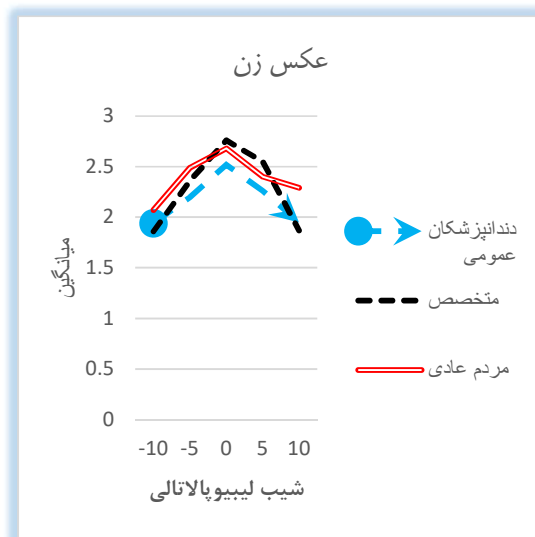 عکس زن
3
2.5
2
1.5
1
0.5
0
میانگین
-10 -5 0 5 10
شیب لیبیوپالاتالی
دندانپزشکان
عمومی
متخصص
مردم عادی